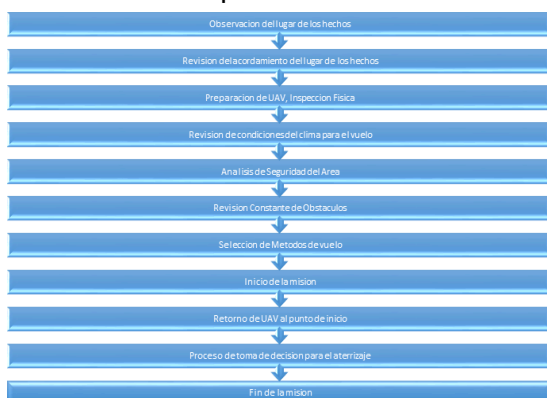 Observacion del lugar de los hechos
Revision del acordamiento del lugar de los hechos
Preparacion de UAV, Inspeccion Fisica
Revision de condiciones del clima para el vuelo
Analisis de Seguridad del Area
Revision Constante de Obstaculos
Seleccion de Metodos de vuelo
Inicio de la mision
Retorno de UAV al punto de inicio
Proceso de toma de decision para el aterrizaje
Fin de la mision